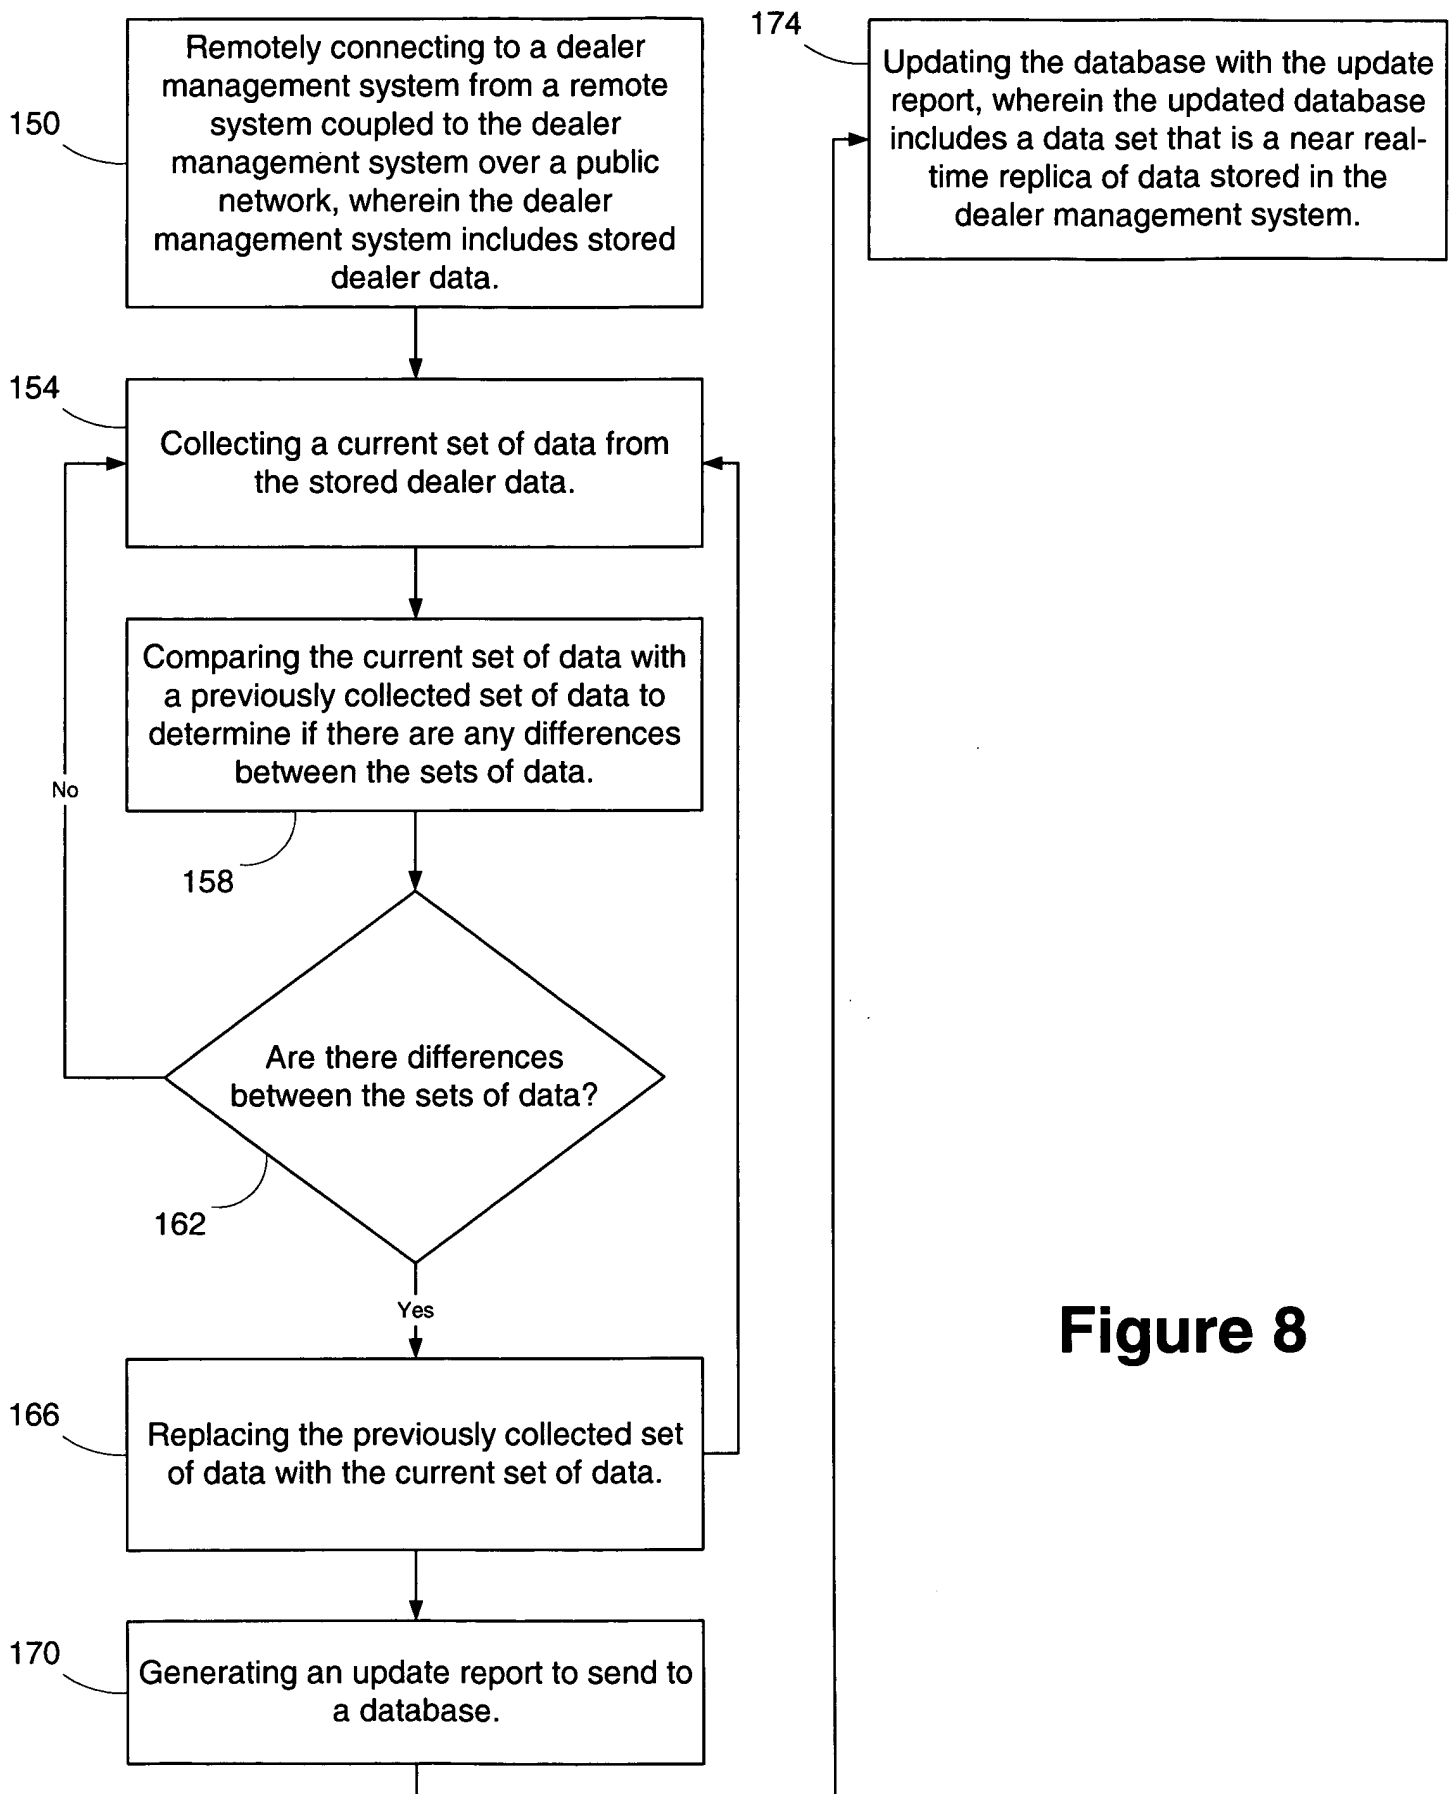 150
Remotely connecting to a dealer
management system from a remote
system coupled to the dealer
management system over a public
network, wherein the dealer
management system includes stored
dealer data.
154
Collecting a current set of data from
the stored dealer data.
Comparing the current set of data with
a previously collected set of data to
determine if there are any differences
between the sets of data.
No
158
Are there differences
between the sets of data?
162
Yes
166
Replacing the previously collected set
of data with the current set of data.
170
Generating an update report to send to
a database.
174
Updating the database with the update
report, wherein the updated database
includes a data set that is a near real-
time replica of data stored in the
dealer management system.
Figure 8